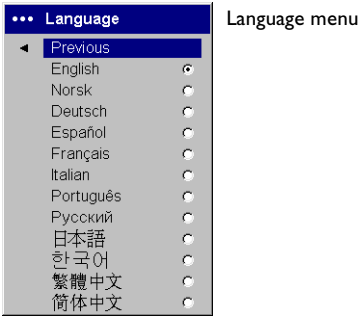 ••• Language
Language menu
◄ Previous
English
Norsk
Deutsch
Español
Français
Italian
Português
Русский
日本語
한국어
繁體中文
简体中文